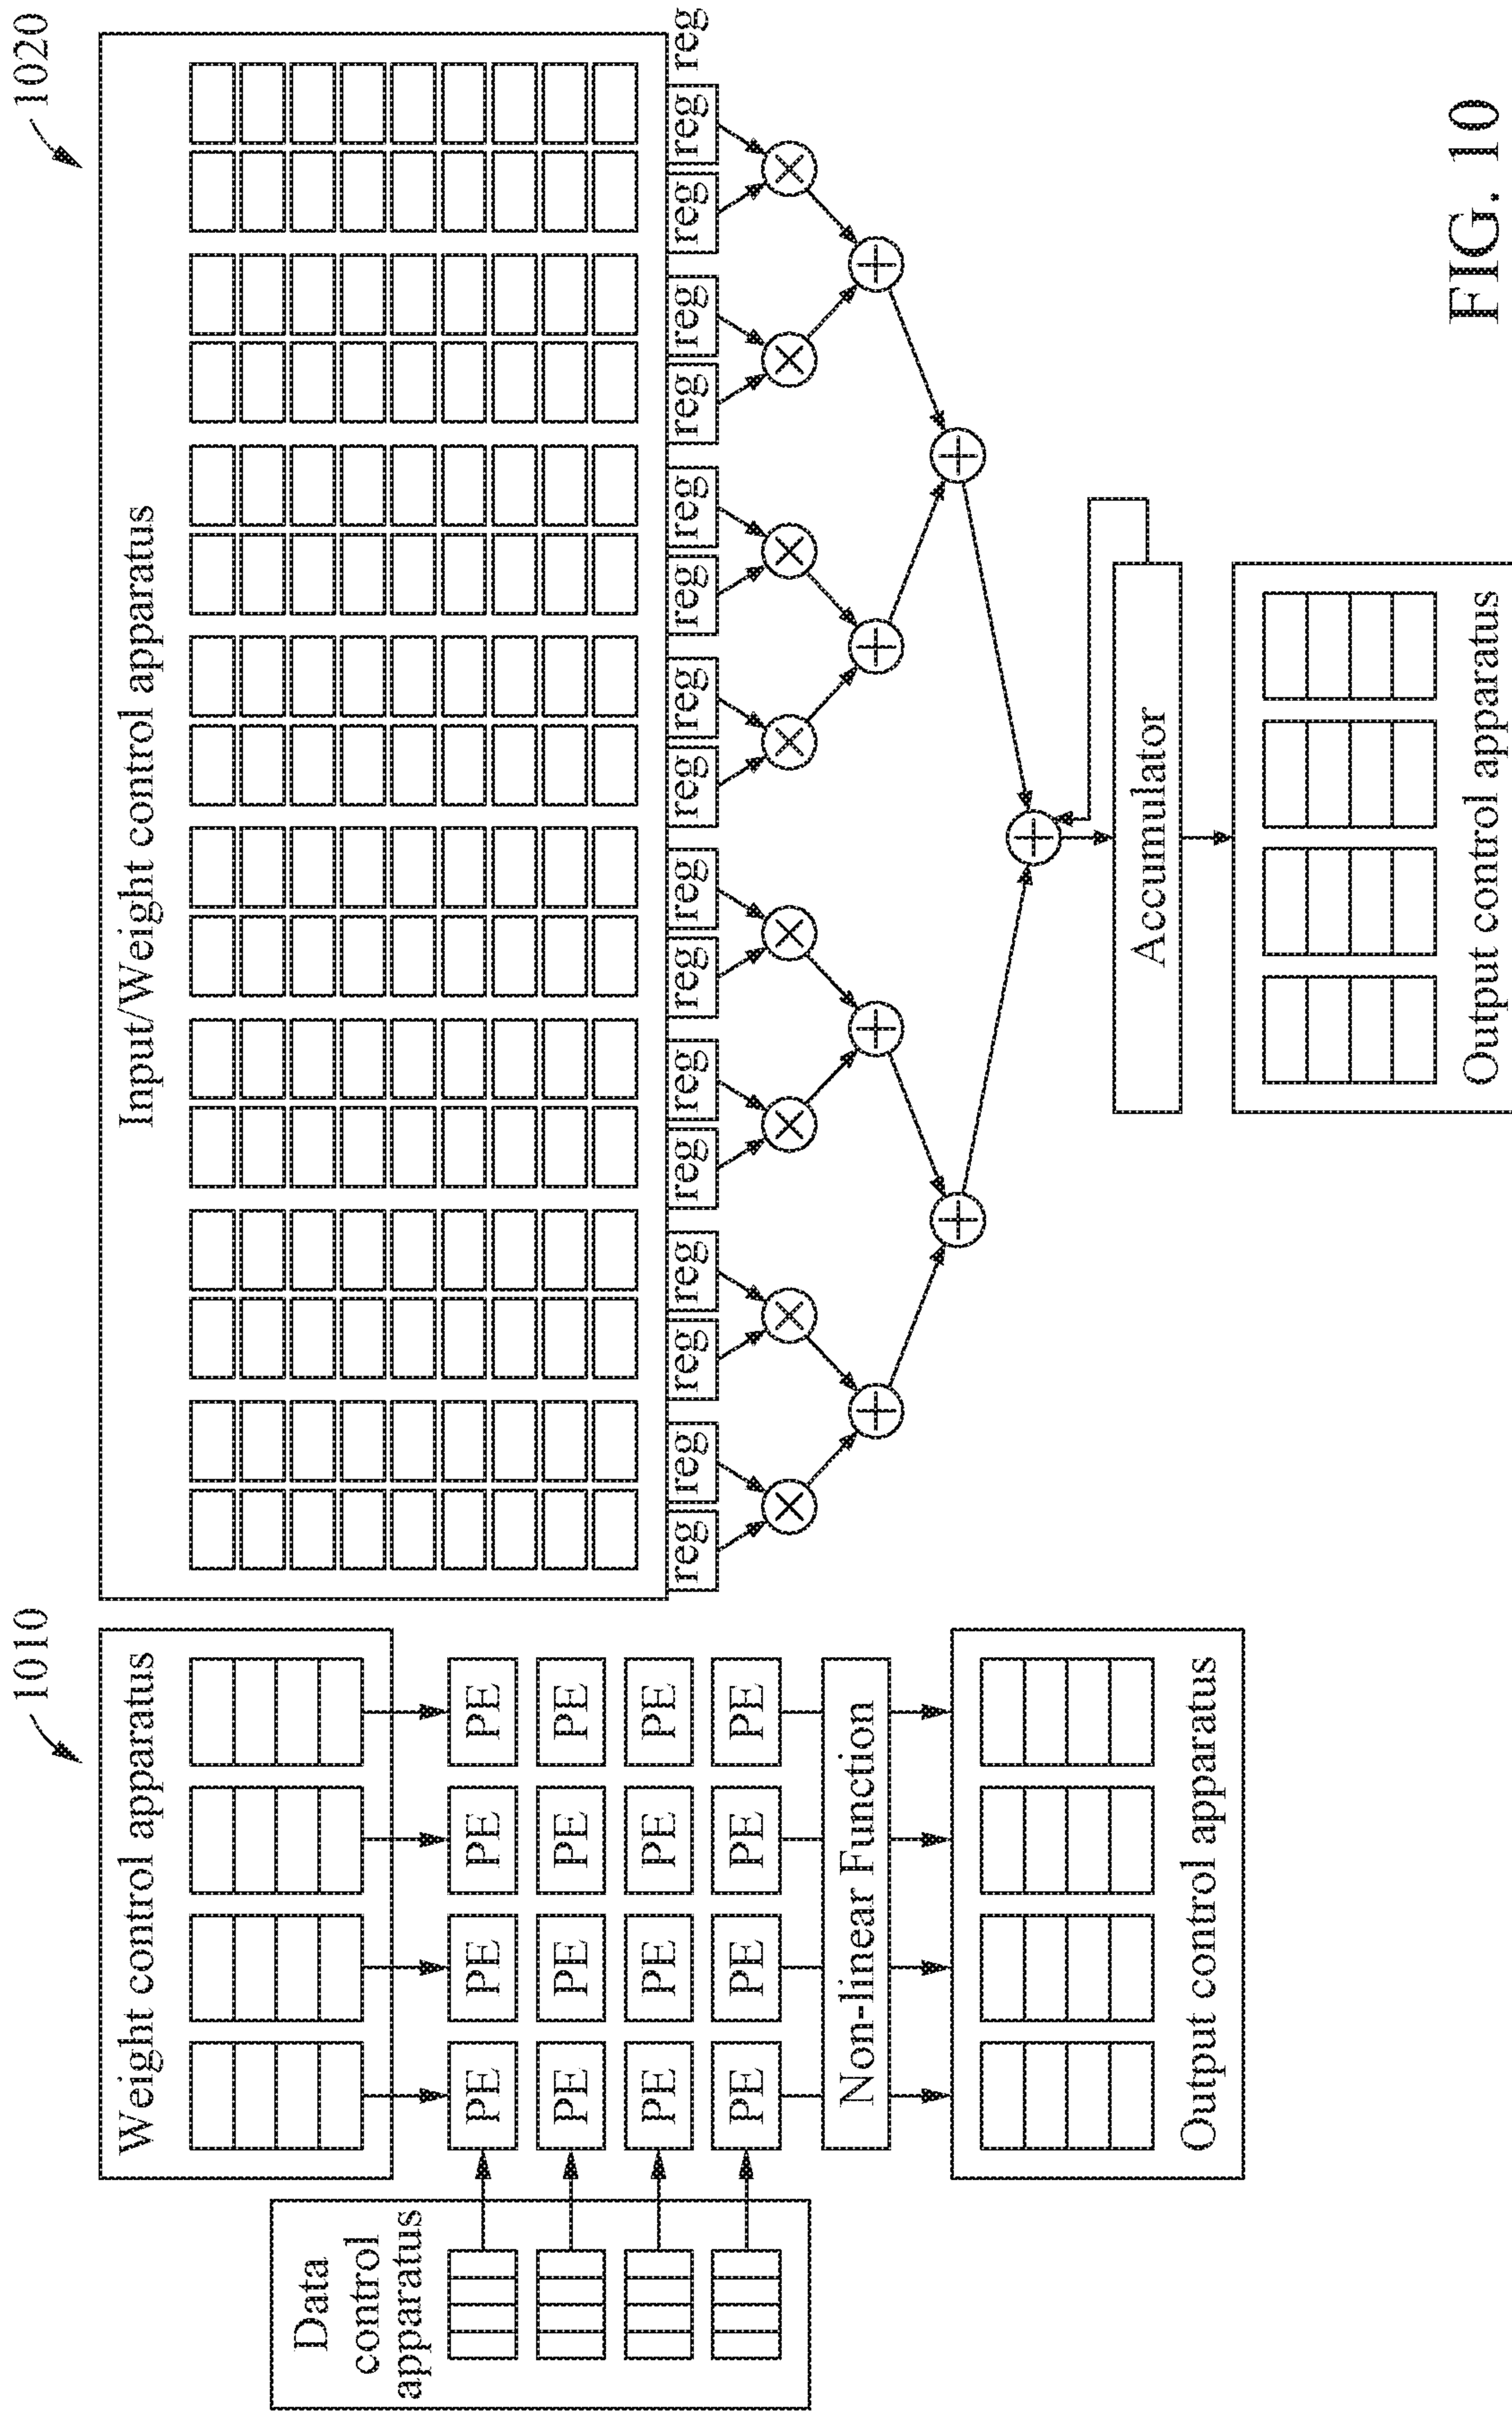 1010
Weight control apparatus
Data
control
apparatus
PE PE PE PE
PE PE PE PE
PE PE PE PE
PE PE PE PE
Non-linear Function
Output control apparatus
1020
Input/Weight control apparatus
reg reg reg reg reg reg reg reg reg reg reg reg reg reg reg reg reg
Accumulator
Output control apparatus
FIG. 10